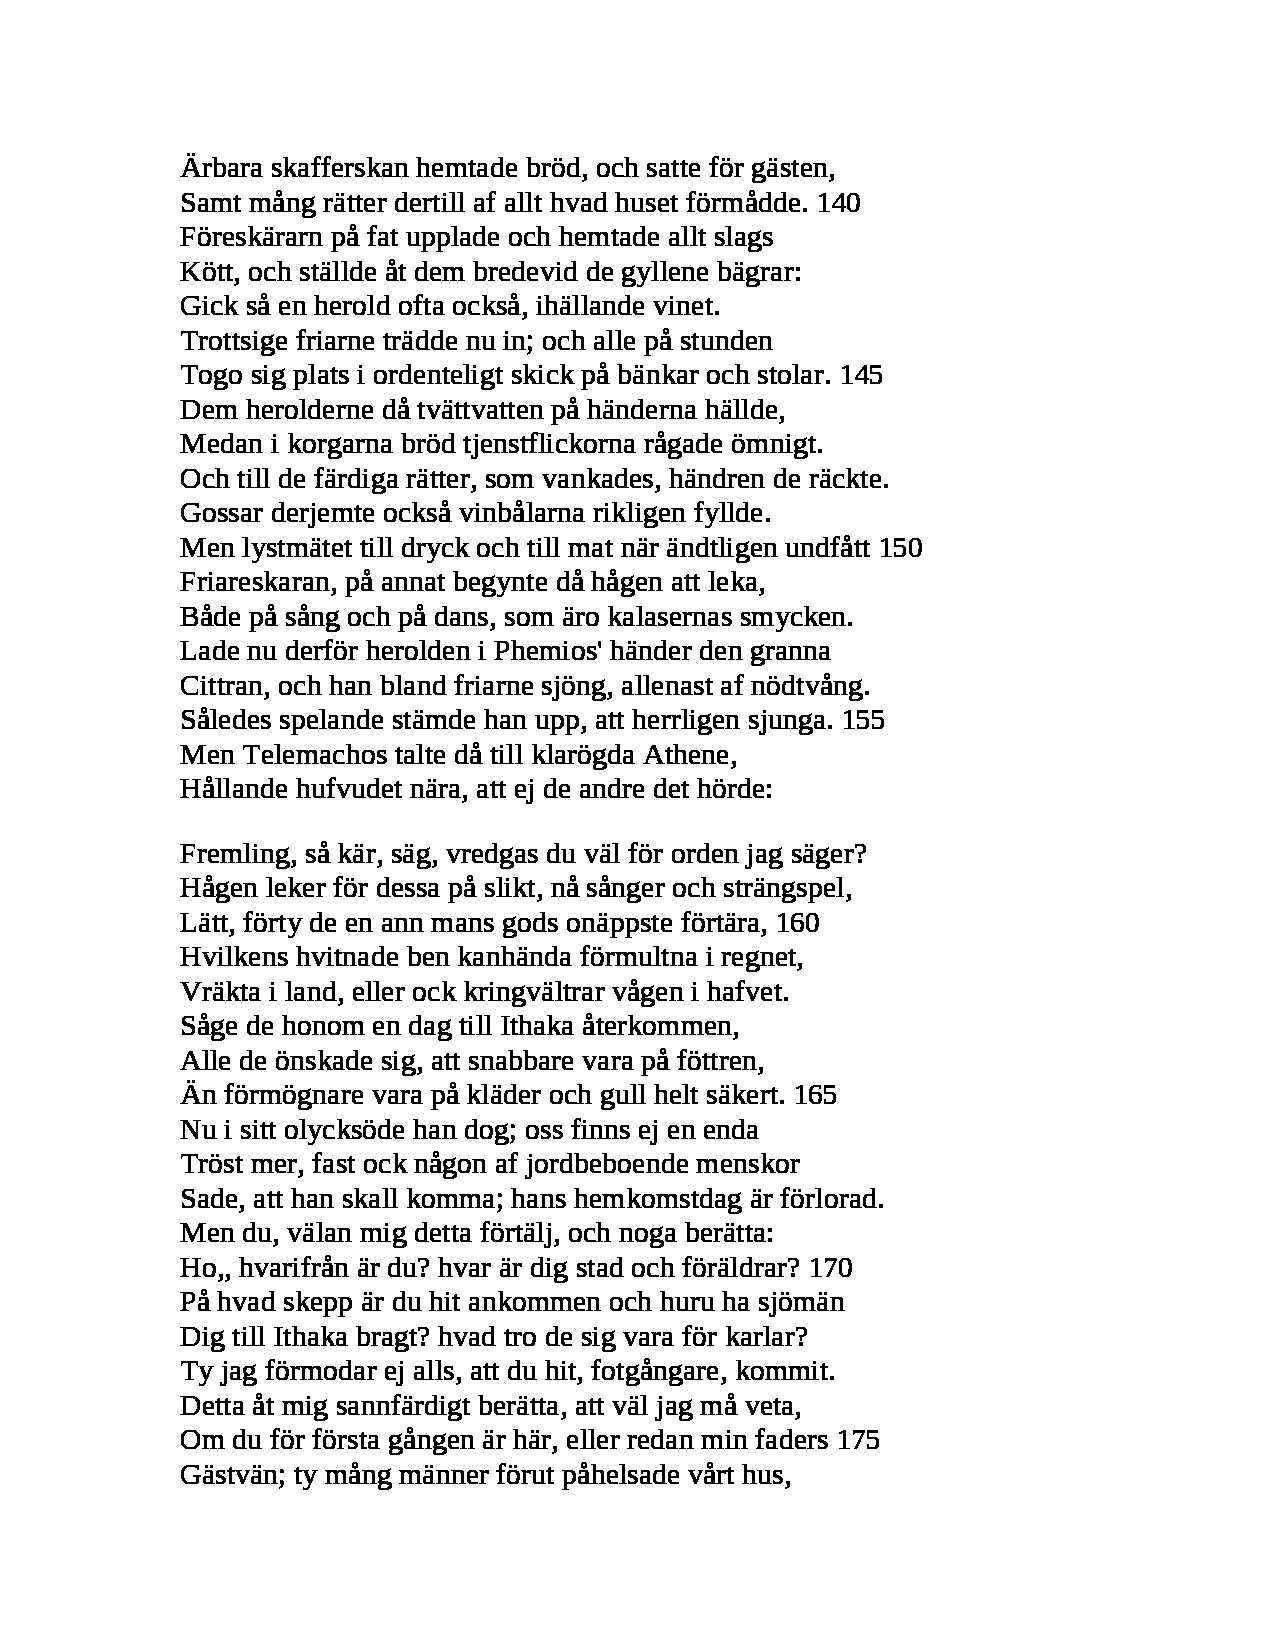 Ärbara skafferskan hemtade bröd, och satte för gästen,
Samt mång rätter dertill af allt hvad huset förmådde. 140
Föreskärarn på fat upplade och hemtade allt slags
Kött, och ställde åt dem bredevid de gyllene bägrar:
Gick så en herold ofta också, ihällande vinet.
Trottsige friarne trädde nu in; och alle på stunden
Togo sig plats i ordenteligt skick på bänkar och stolar. 145
Dem herolderne då tvättvatten på händerna hällde,
Medan i korgarna bröd tjenstflickorna rågade ömnigt.
Och till de färdiga rätter, som vankades, händren de räckte.
Gossar derjemte också vinbålarna rikligen fyllde.
Men lystmätet till dryck och till mat när ändtligen undfått 150
Friareskaran, på annat begynte då hågen att leka,
Både på sång och på dans, som äro kalasernas smycken.
Lade nu derför herolden i Phemios' händer den granna
Cittran, och han bland friarne sjöng, allenast af nödtvång.
Således spelande stämde han upp, att herrligen sjunga. 155
Men Telemachos talte då till klarögda Athene,
Hållande hufvudet nära, att ej de andre det hörde:
Fremling, så kär, säg, vredgas du väl för orden jag säger?
Hågen leker för dessa på slikt, nå sånger och strängspel,
Lätt, förty de en ann mans gods onäppste förtära, 160
Hvilkens hvitnade ben kanhända förmultna i regnet,
Vräkta i land, eller ock kringvältrar vågen i hafvet.
Såge de honom en dag till Ithaka återkommen,
Alle de önskade sig, att snabbare vara på föttren,
Än förmögnare vara på kläder och gull helt säkert. 165
Nu i sitt olycksöde han dog; oss finns ej en enda
Tröst mer, fast ock någon af jordbeboende menskor
Sade, att han skall komma; hans hemkomstdag är förlorad.
Men du, välan mig detta förtälj, och noga berätta:
Ho,, hvarifrån är du? hvar är dig stad och föräldrar? 170
På hvad skepp är du hit ankommen och huru ha sjömän
Dig till Ithaka bragt? hvad tro de sig vara för karlar?
Ty jag förmodar ej alls, att du hit, fotgångare, kommit.
Detta åt mig sannfärdigt berätta, att väl jag må veta,
Om du för första gången är här, eller redan min faders 175
Gästvän; ty mång männer förut påhelsade vårt hus,